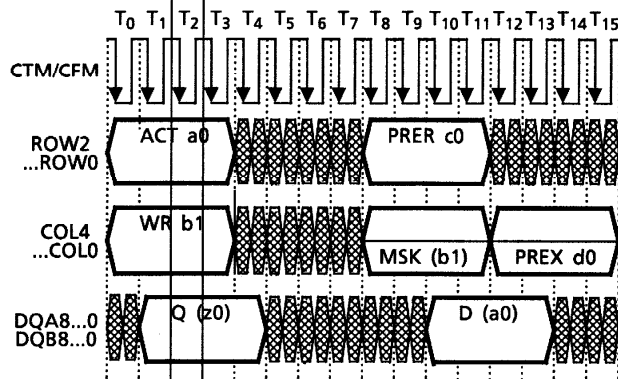 T0 T1 T2 T3 T4 T5 T6 T7 T8 T9 T10 T11 T12 T13 T14 T15
CTM/CFM
ROW2 ACT a0 PRER c0
...ROW0
COL4 WR b1
...COL0 MSK (b1) PREX d0
DQA8...0 Q (z0) D (a0)
DQB8...0